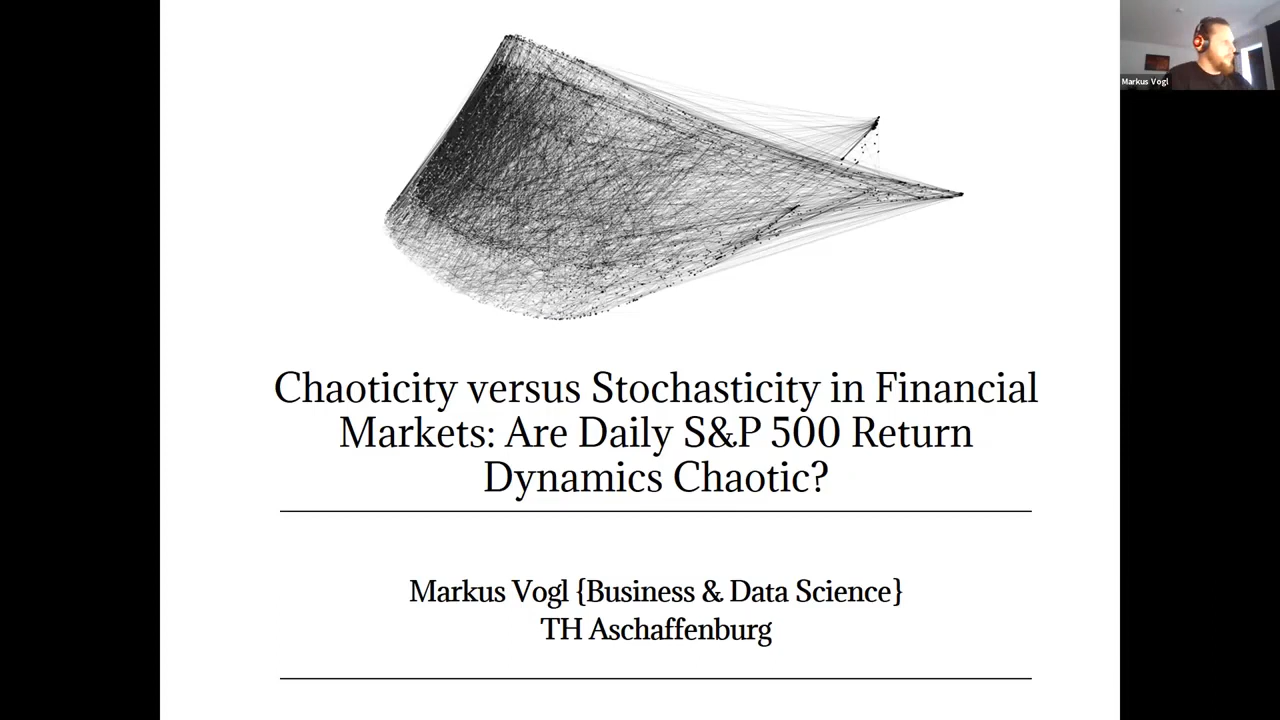 Markus Vogl
Chaoticity versus Stochasticity in Financial
Markets: Are Daily S&P 500 Return
Dynamics Chaotic?
Markus Vogl {Business & Data Science}
TH Aschaffenburg